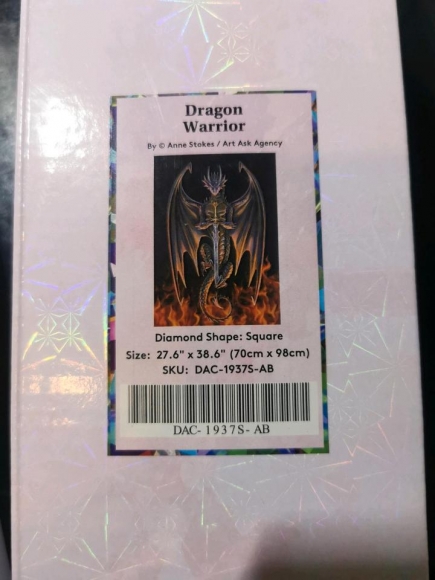 Dragon
Warrior
By © Anne Stokes / Art Ask Agency
Diamond Shape: Square
Size: 27.6" x 38.6" (70cm x 98cm)
SKU: DAC-1937S-AB
DAC- 1937S- AB